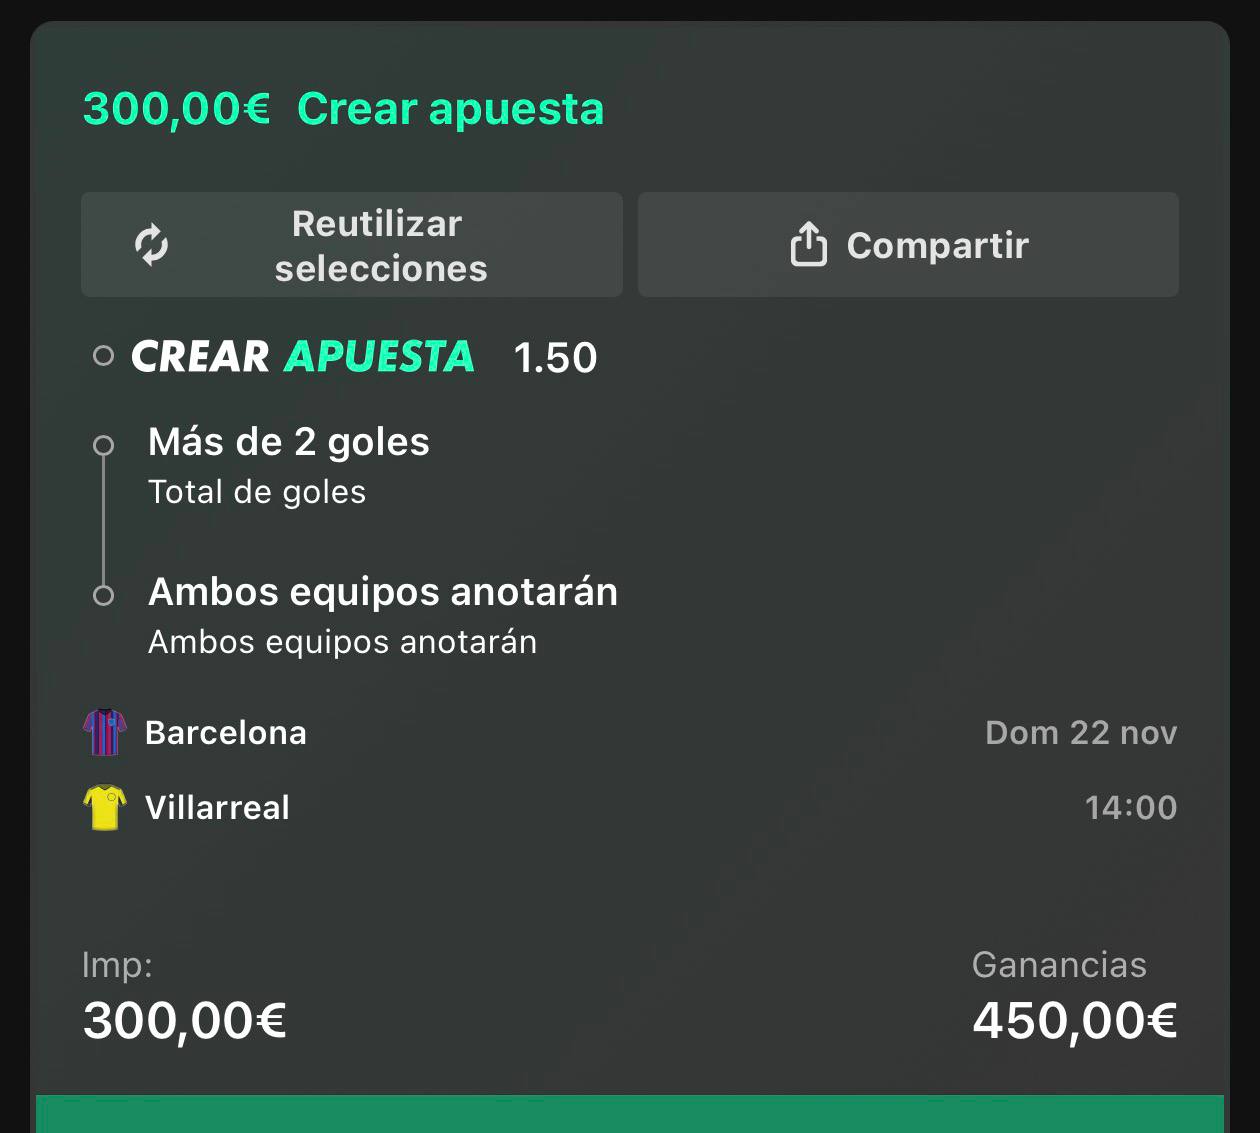 300,00€ Crear apuesta
Reutilizar
selecciones
Compartir
CREAR APUESTA 1.50
Más de 2 goles
Total de goles
Ambos equipos anotarán
Ambos equipos anotarán
Barcelona
Dom 22 nov
Villarreal
14:00
Imp:
Ganancias
300,00€
450,00€